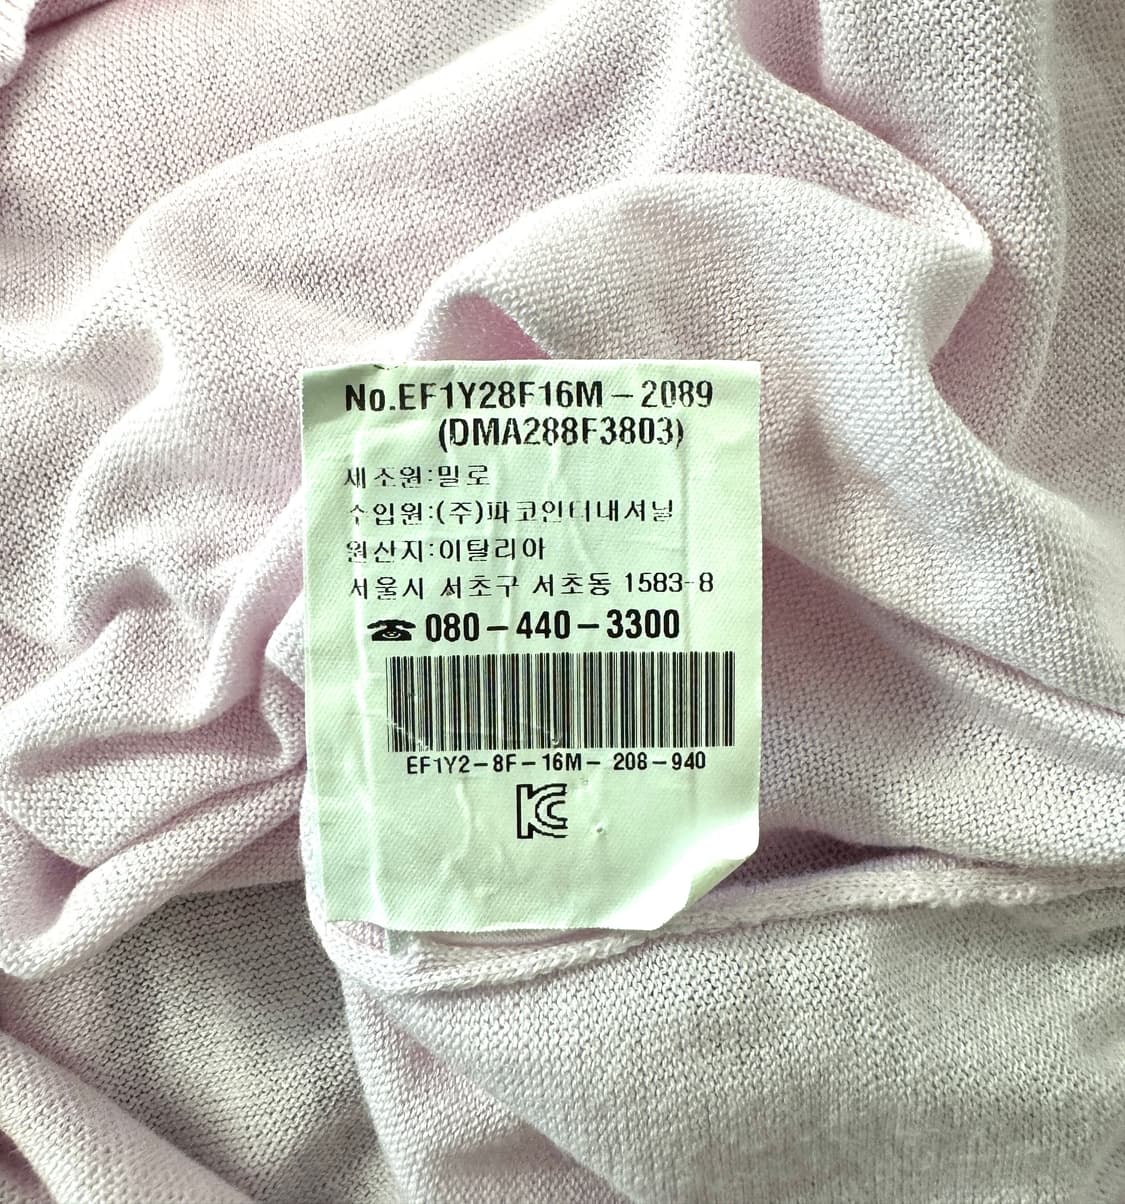 No.EF1Y28F16M-2089
(DMA288F3803)
제조원:밀로
수입원:(주)파코인터내셔널
원산지:이탈리아
서울시 서초구 서초동 1583-8
☎ 080-440-3300
EF1Y2-8F-16M- 208-940
KC